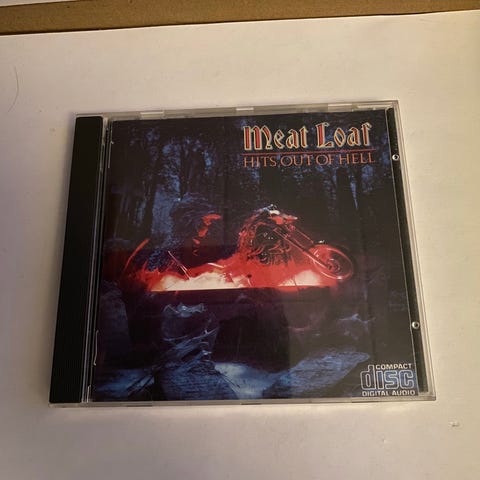 Meat Loaf
HITS OUT OF HELL
COMPACT
disc
DIGITAL AUDIO